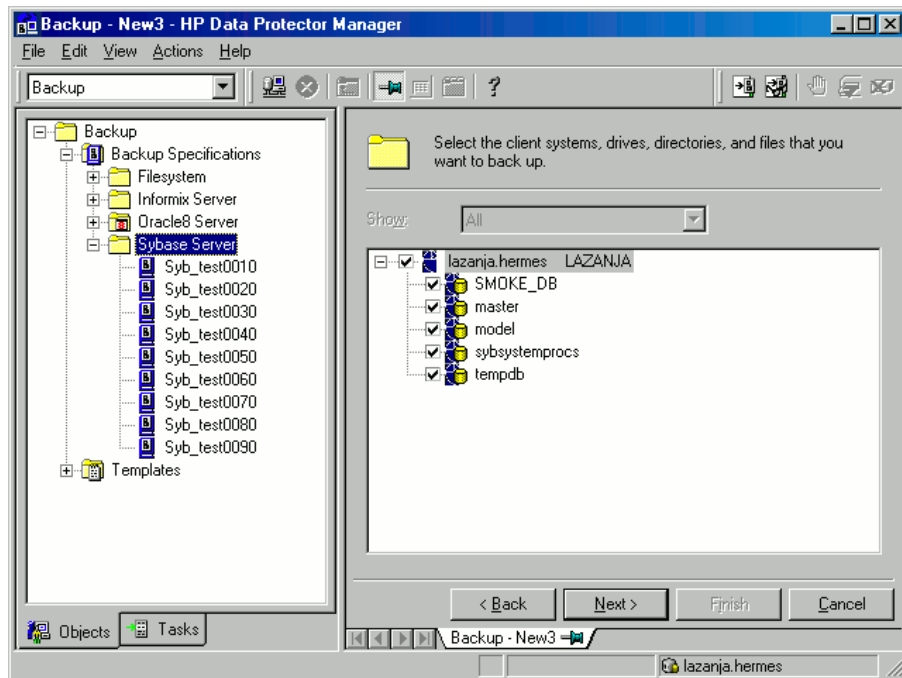 Backup - New3 - HP Data Protector Manager
File Edit View Actions Help
Backup
Backup
Backup Specifications
Filesystem
Informix Server
Oracle8 Server
Sybase Server
Syb_test0010
Syb_test0020
Syb_test0030
Syb_test0040
Syb_test0050
Syb_test0060
Syb_test0070
Syb_test0080
Syb_test0090
Templates
Objects Tasks
Select the client systems, drives, directories, and files that you
want to back up.
Show: All
lazanja.hermes LAZANJA
SMOKE_DB
master
model
sybsystemprocs
tempdb
< Back Next > Finish Cancel
Backup - New3
lazanja.hermes